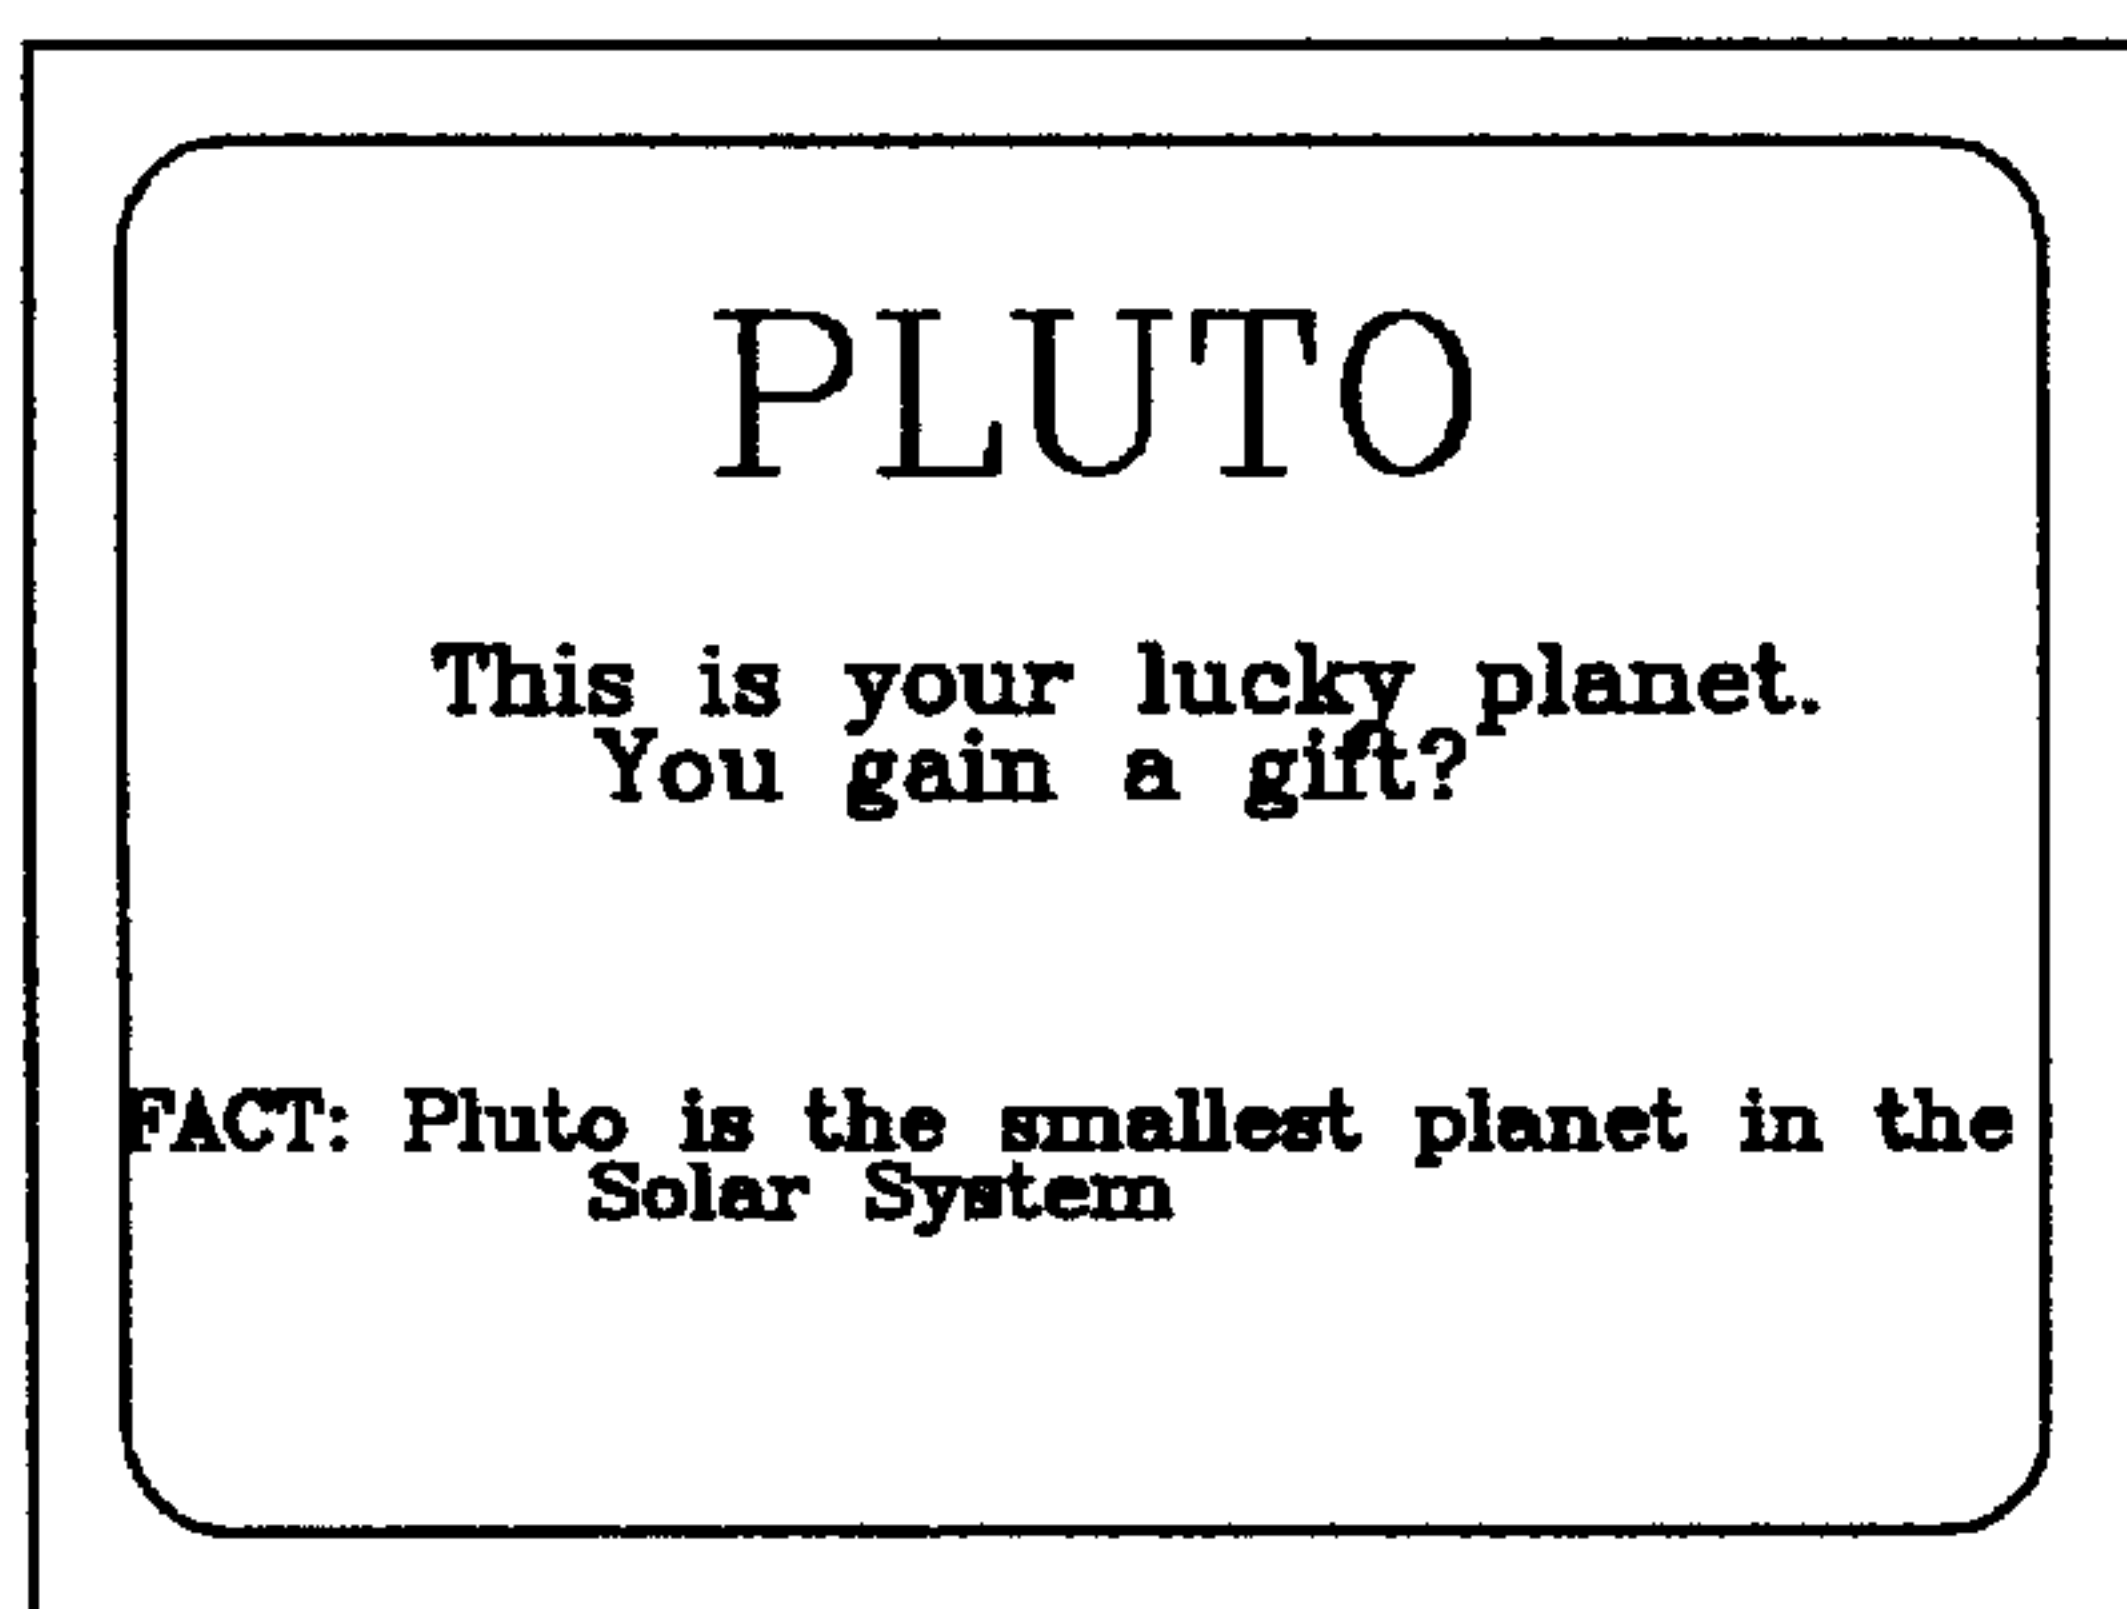 PLUTO
This is your lucky planet.
You gain a gift?
FACT: Pluto is the smallest planet in the
Solar System